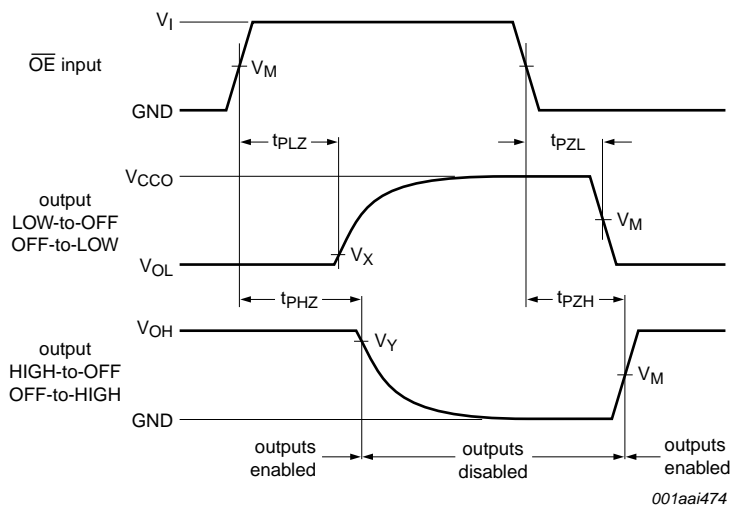 V_I
OE input
V_M
GND
t_PLZ
t_PZL
V_CCO
output
LOW-to-OFF
OFF-to-LOW
V_M
V_X
V_OL
t_PHZ
t_PZH
V_OH
output
HIGH-to-OFF
OFF-to-HIGH
V_Y
V_M
GND
outputs
enabled
outputs
disabled
outputs
enabled
001aai474